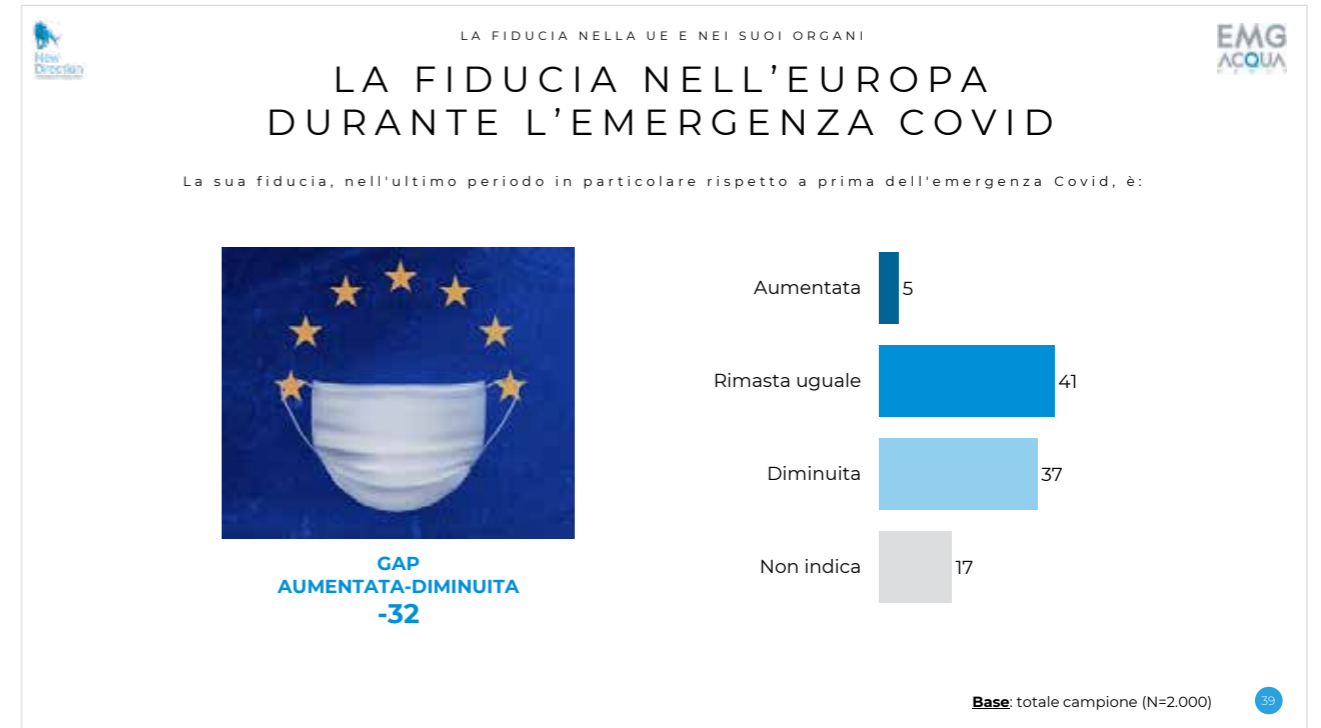 New
Direction
LA FIDUCIA NELLA UE E NEI SUOI ORGANI
EMG
ACQUA
LA FIDUCIA NELL'EUROPA
DURANTE L'EMERGENZA COVID
La sua fiducia, nell'ultimo periodo in particolare rispetto a prima dell'emergenza Covid, è:
Aumentata 5
Rimasta uguale 41
Diminuita 37
Non indica 17
GAP
AUMENTATA-DIMINUITA
-32
Base: totale campione (N=2.000)
39